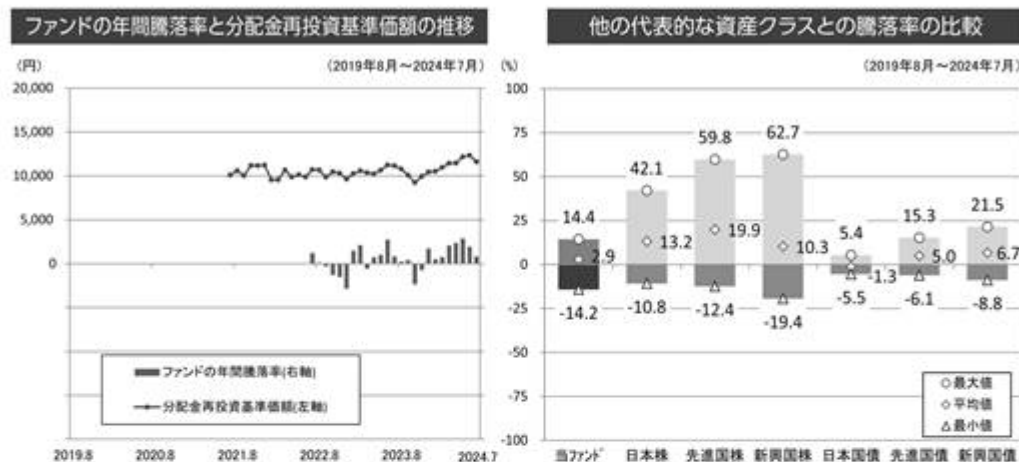 ファンドの年間騰落率と分配金再投資基準価額の推移
(円)
(2019年8月～2024年7月)
20,000
15,000
10,000
5,000
0
ファンドの年間騰落率(右軸)
分配金再投資基準価額(左軸)
2019.8
2020.8
2021.8
2022.8
2023.8
2024.7
他の代表的な資産クラスとの騰落率の比較
(%)
(2019年8月～2024年7月)
100
75
50
25
0
-25
-50
-75
-100
14.4
2.9
-14.2
42.1
13.2
-10.8
59.8
19.9
-12.4
62.7
10.3
-19.4
5.4
-1.3
-5.5
15.3
5.0
-6.1
21.5
6.7
-8.8
最大値
平均値
最小値
当ファンド
日本株
先進国株
新興国株
日本国債
先進国債
新興国債